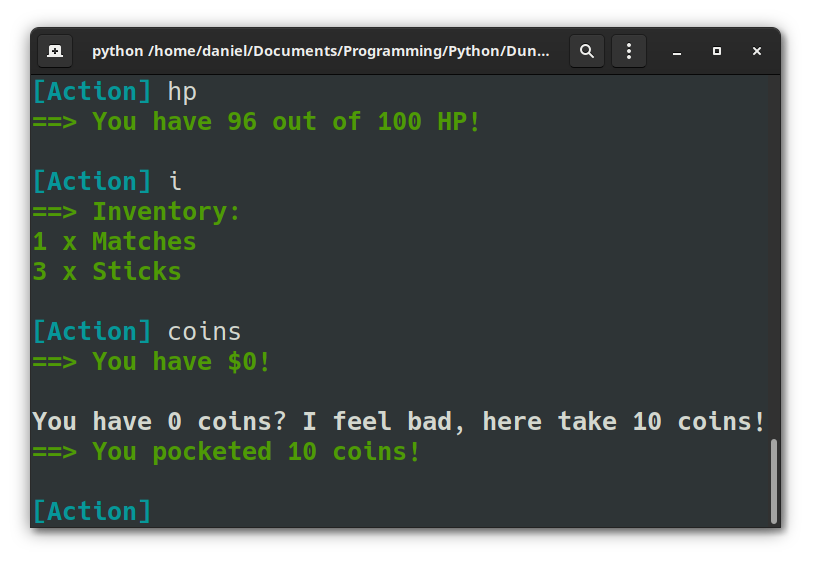 python /home/daniel/Documents/Programming/Python/Dun...
[Action] hp
==> You have 96 out of 100 HP!
[Action] i
==> Inventory:
1 x Matches
3 x Sticks
[Action] coins
==> You have $0!
You have 0 coins? I feel bad, here take 10 coins!
==> You pocketed 10 coins!
[Action]